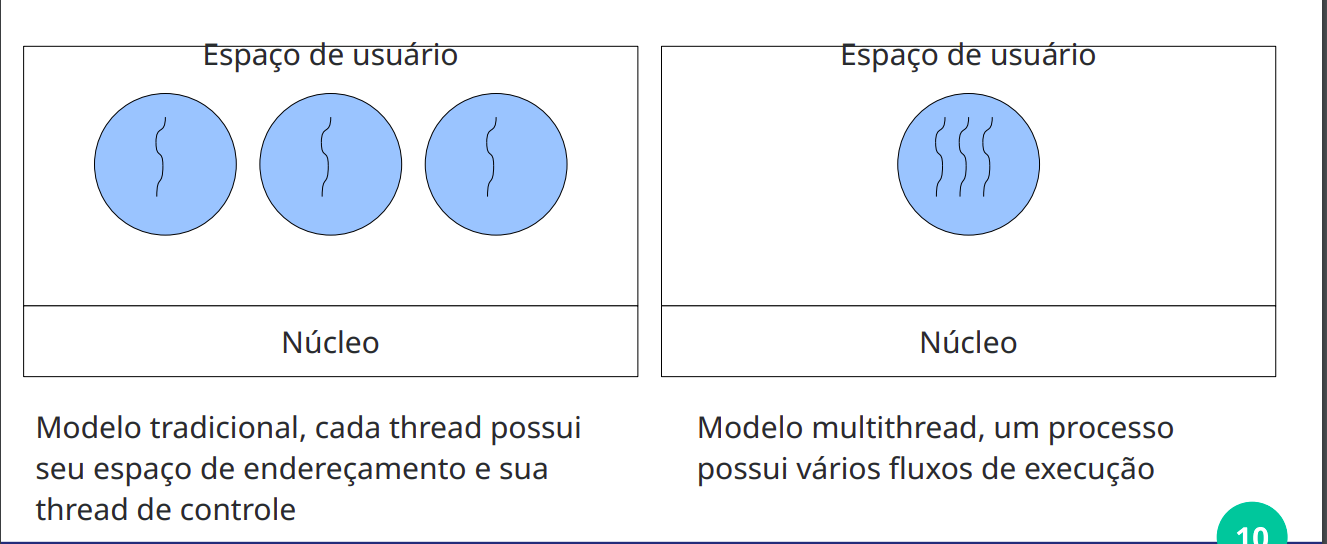 Espaço de usuário
Núcleo
Modelo tradicional, cada thread possui
seu espaço de endereçamento e sua
thread de controle
Espaço de usuário
Núcleo
Modelo multithread, um processo
possui vários fluxos de execução
10